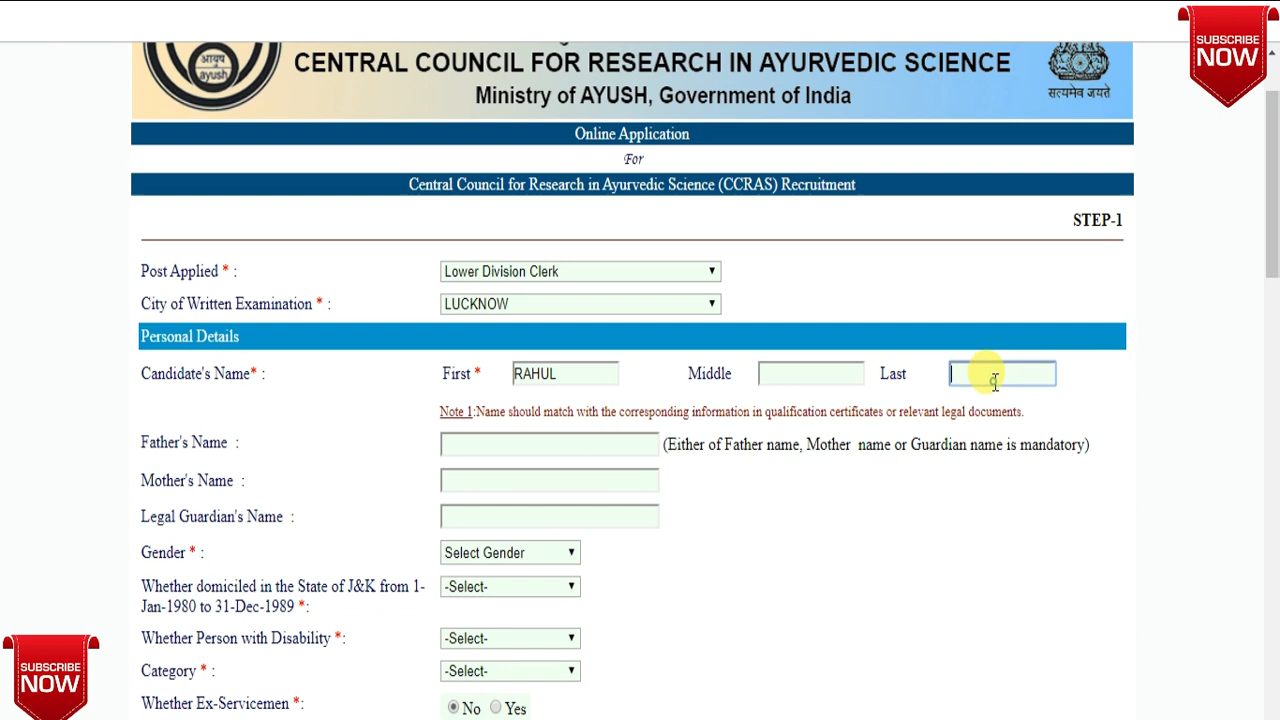 SUBSCRIBE
NOW
आयुष
ayush
CENTRAL COUNCIL FOR RESEARCH IN AYURVEDIC SCIENCE
Ministry of AYUSH, Government of India
सत्यमेव जयते
Online Application
For
Central Council for Research in Ayurvedic Science (CCRAS) Recruitment
STEP-1
Post Applied * : Lower Division Clerk
City of Written Examination * : LUCKNOW
Personal Details
Candidate's Name* : First * RAHUL Middle Last
Note 1:Name should match with the corresponding information in qualification certificates or relevant legal documents.
Father's Name : (Either of Father name, Mother name or Guardian name is mandatory)
Mother's Name :
Legal Guardian's Name :
Gender * : Select Gender
Whether domiciled in the State of J&K from 1-
Jan-1980 to 31-Dec-1989 *: -Select-
Whether Person with Disability *: -Select-
Category * : -Select-
Whether Ex-Servicemen *: No Yes
SUBSCRIBE
NOW